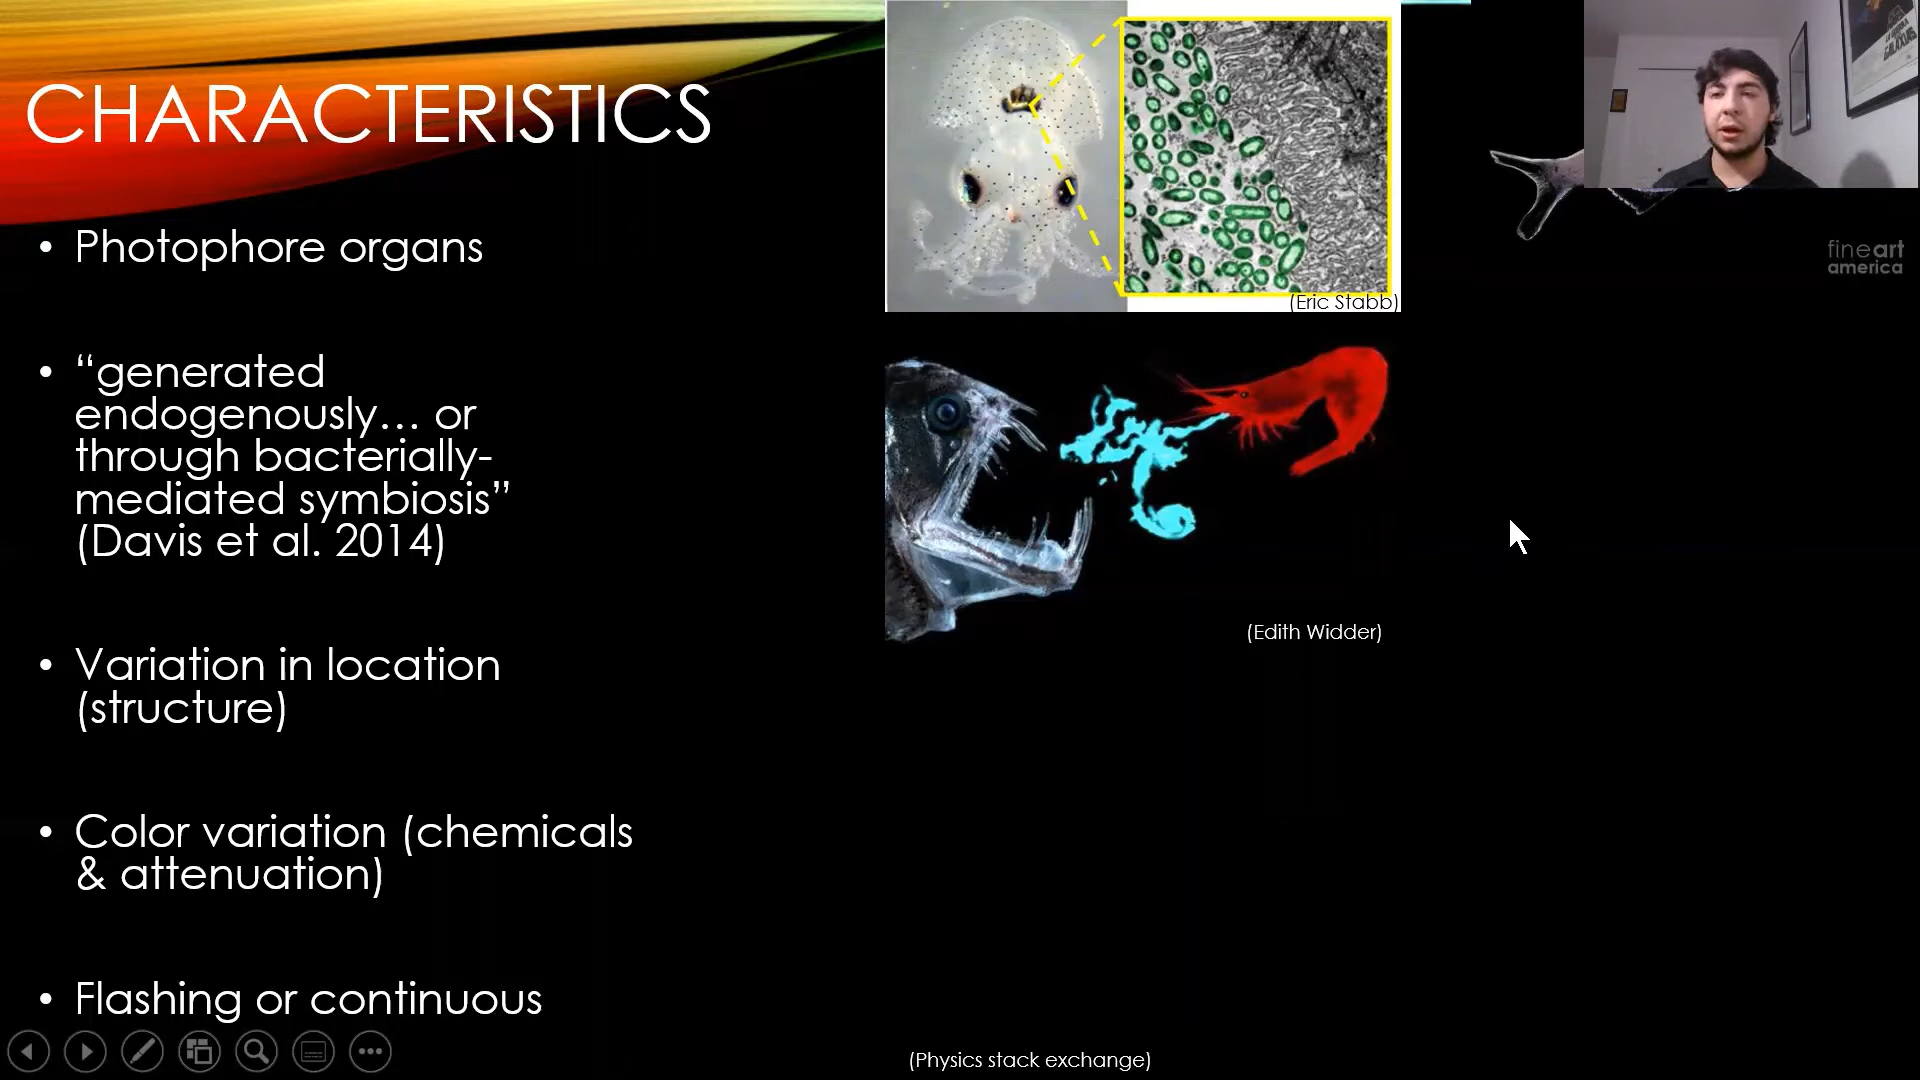 CHARACTERISTICS
• Photophore organs
• “generated
endogenously… or
through bacterially-
mediated symbiosis”
(Davis et al. 2014)
• Variation in location
(structure)
• Color variation (chemicals
& attenuation)
• Flashing or continuous
(Eric Stabb)
(Edith Widder)
(Physics stack exchange)
fineart
america